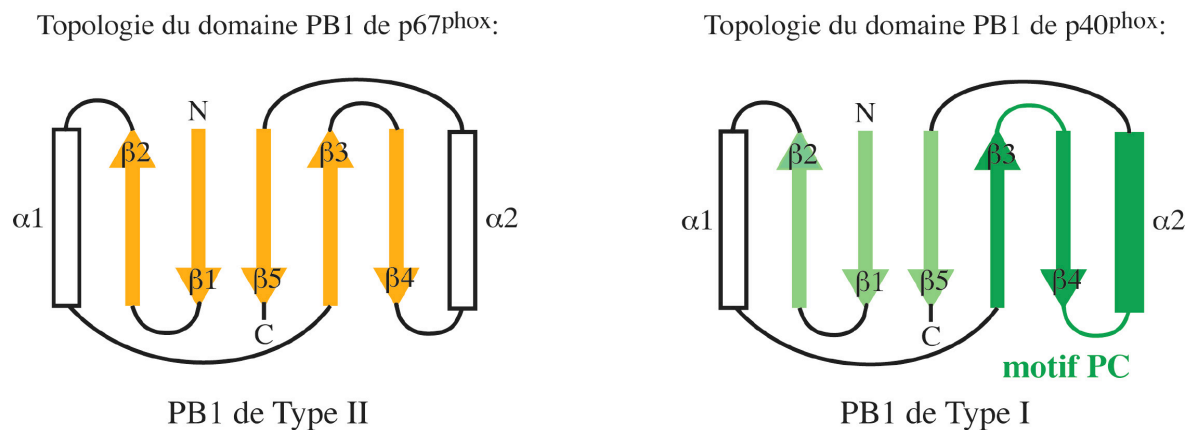 Topologie du domaine PB1 de p67phox:
N
β2
β3
α1
α2
β1
β5
β4
C
PB1 de Type II
Topologie du domaine PB1 de p40phox:
N
β2
β3
α1
α2
β1
β5
β4
C
motif PC
PB1 de Type I